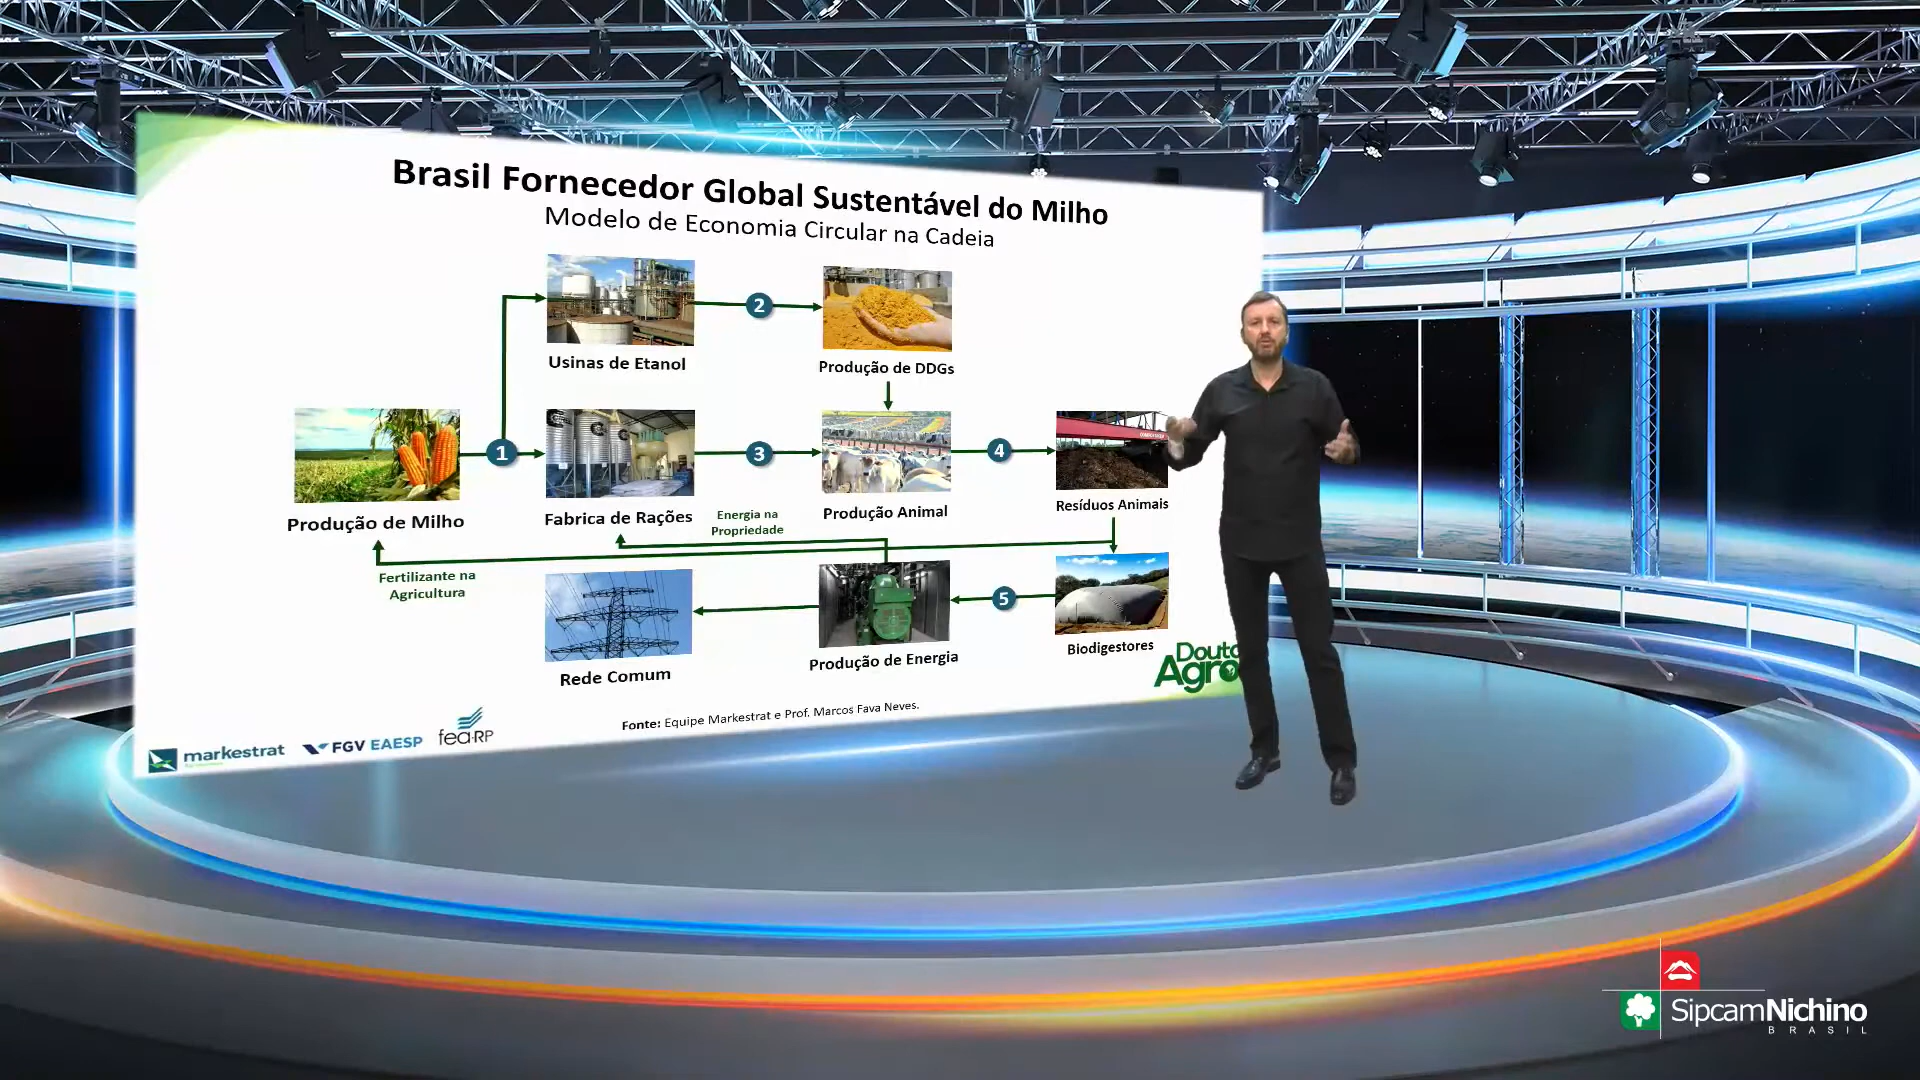 Brasil Fornecedor Global Sustentável do Milho
Modelo de Economia Circular na Cadeia
2
Usinas de Etanol
Produção de DDGs
1
3
4
Produção de Milho
Fabrica de Rações
Energia na
Propriedade
Produção Animal
Resíduos Animais
Fertilizante na
Agricultura
5
Rede Comum
Produção de Energia
Biodigestores
Agro
Fonte: Equipe Markestrat e Prof. Marcos Fava Neves.
markestrat
FGV EAESP
fea-RP
SipcamNichino
BRASIL